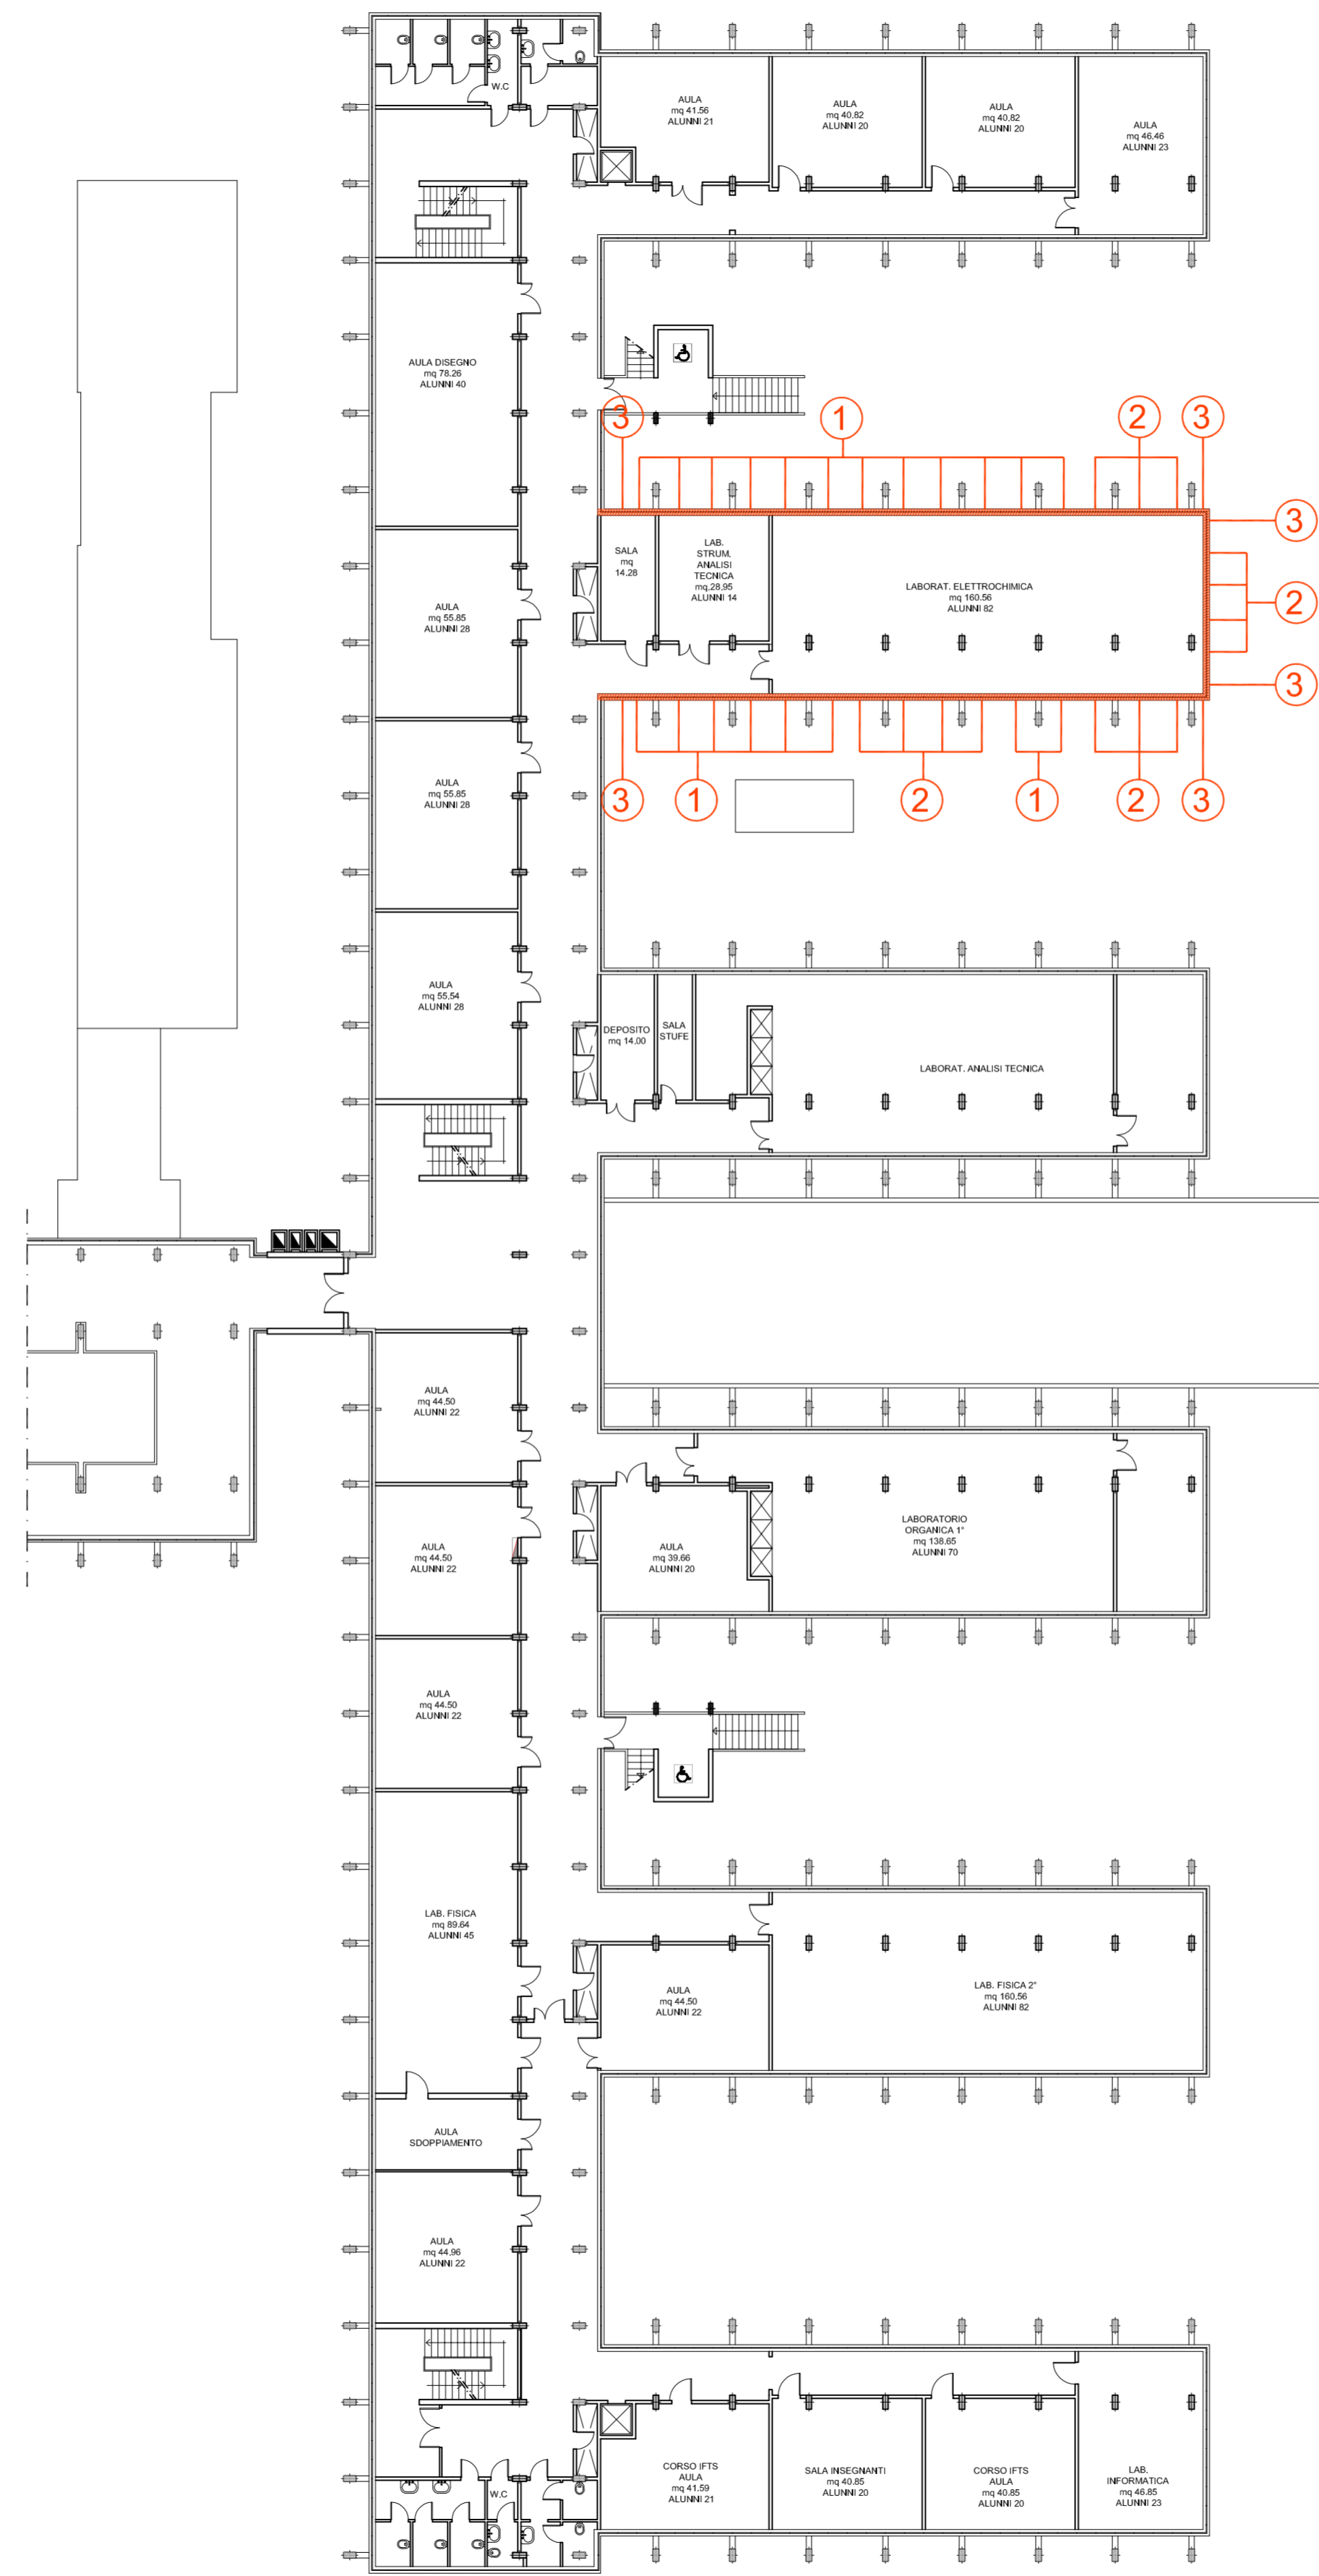 W.C
AULA
mq 41.56
ALUNNI 21
AULA
mq 40.82
ALUNNI 20
AULA
mq 40.82
ALUNNI 20
AULA
mq 46.46
ALUNNI 23
AULA DISEGNO
mq 78.26
ALUNNI 40
3
1
2
3
SALA
mq
14.28
LAB.
STRUM.
ANALISI
TECNICA
mq.28,95
ALUNNI 14
LABORAT. ELETTROCHIMICA
mq 160.56
ALUNNI 82
3
2
3
AULA
mq 55.85
ALUNNI 28
3
1
2
1
2
3
AULA
mq 55.85
ALUNNI 28
AULA
mq 55,54
ALUNNI 28
DEPOSITO
mq 14,00
SALA
STUFE
LABORAT. ANALISI TECNICA
AULA
mq 44,50
ALUNNI 22
AULA
mq 44.50
ALUNNI 22
AULA
mq 39.66
ALUNNI 20
LABORATORIO
ORGANICA 1°
mq 138.65
ALUNNI 70
AULA
mq 44.50
ALUNNI 22
LAB. FISICA
mq 89.64
ALUNNI 45
AULA
mq 44,50
ALUNNI 22
LAB. FISICA 2°
mq 160,56
ALUNNI 82
AULA
SDOPPIAMENTO
AULA
mq 44,96
ALUNNI 22
W.C
CORSO IFTS
AULA
mq 41.59
ALUNNI 21
SALA INSEGNANTI
mq 40.85
ALUNNI 20
CORSO IFTS
AULA
mq 40.85
ALUNNI 20
LAB.
INFORMATICA
mq 46.85
ALUNNI 23